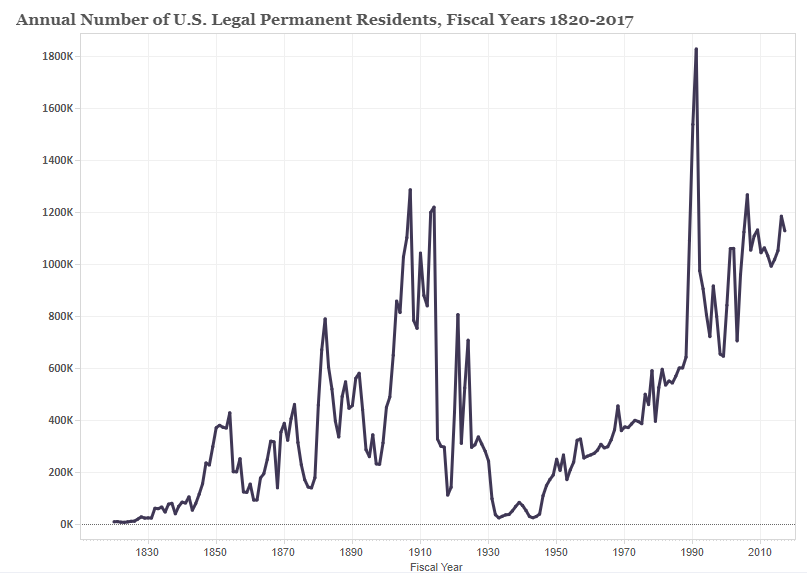 Annual Number of U.S. Legal Permanent Residents, Fiscal Years 1820-2017
1800K
1600K
1400K
1200K
1000K
800K
600K
400K
200K
0K
1830 1850 1870 1890 1910 1930 1950 1970 1990 2010
Fiscal Year